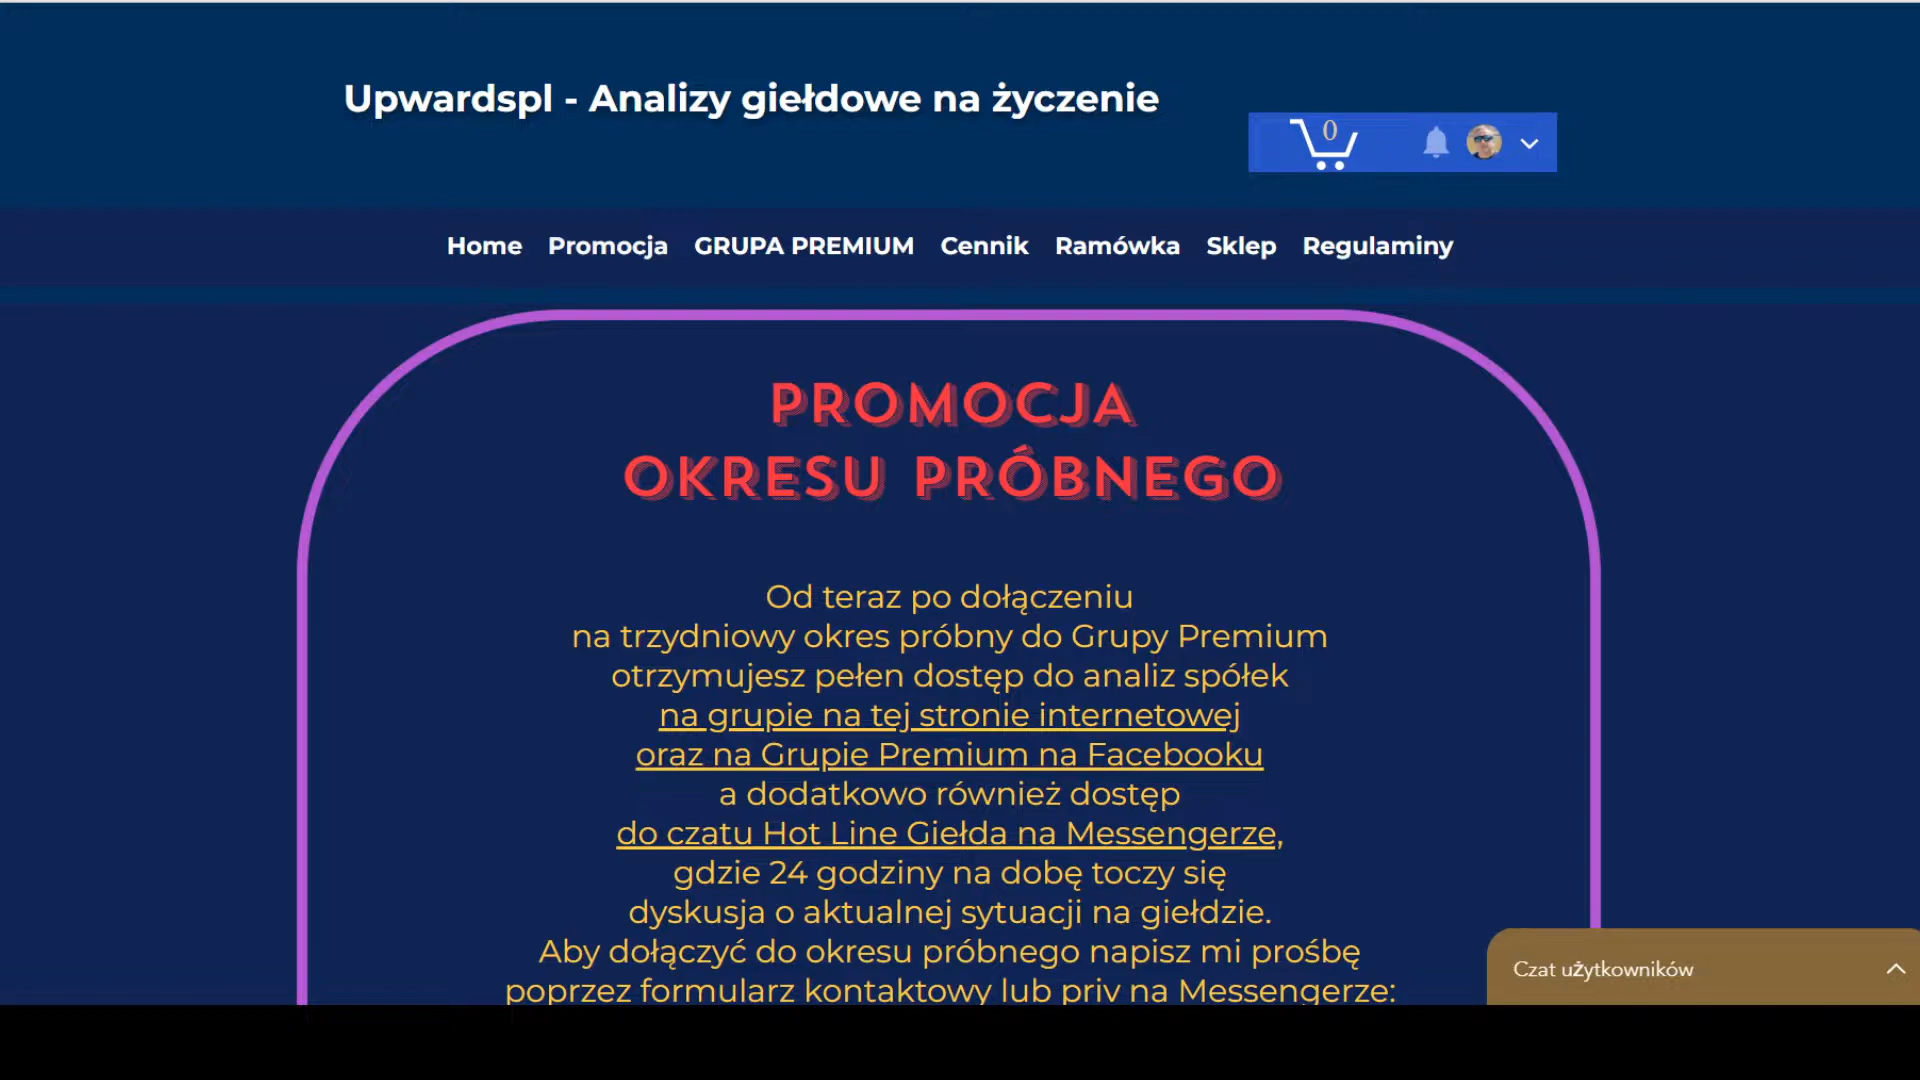 Upwardspl - Analizy giełdowe na życzenie
0
Home Promocja GRUPA PREMIUM Cennik Ramówka Sklep Regulaminy
PROMOCJA
OKRESU PRÓBNEGO
Od teraz po dołączeniu
na trzydniowy okres próbny do Grupy Premium
otrzymujesz pełen dostęp do analiz spółek
na grupie na tej stronie internetowej
oraz na Grupie Premium na Facebooku
a dodatkowo również dostęp
do czatu Hot Line Giełda na Messengerze,
gdzie 24 godziny na dobę toczy się
dyskusja o aktualnej sytuacji na giełdzie.
Aby dołączyć do okresu próbnego napisz mi prośbę
poprzez formularz kontaktowy lub priv na Messengerze:
Czat użytkowników